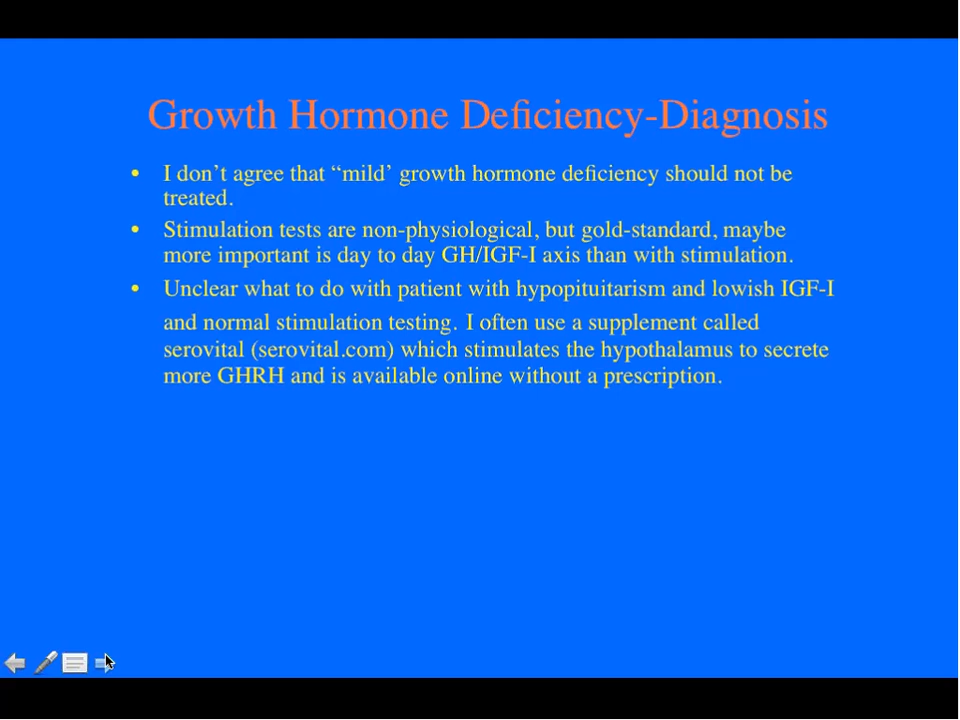 Growth Hormone Deficiency-Diagnosis
• I don’t agree that “mild’ growth hormone deficiency should not be
treated.
• Stimulation tests are non-physiological, but gold-standard, maybe
more important is day to day GH/IGF-I axis than with stimulation.
• Unclear what to do with patient with hypopituitarism and lowish IGF-I
and normal stimulation testing. I often use a supplement called
serovital (serovital.com) which stimulates the hypothalamus to secrete
more GHRH and is available online without a prescription.